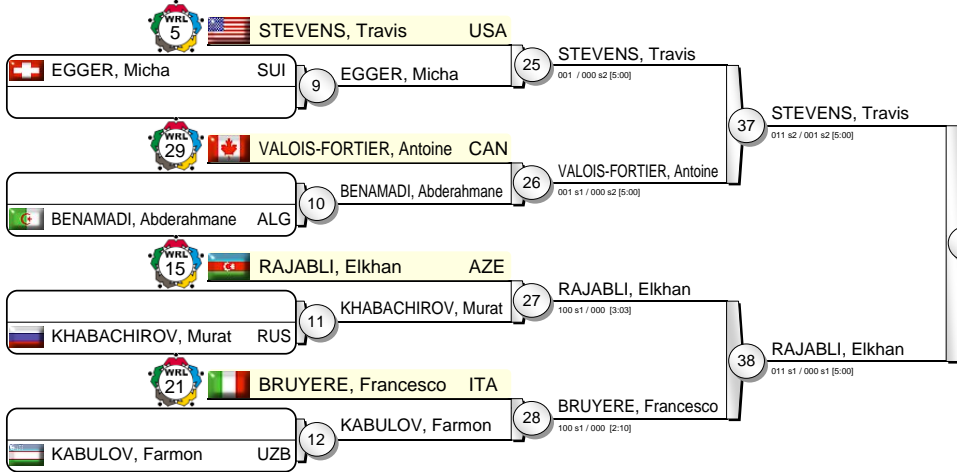 WRL
5
STEVENS, Travis USA
EGGER, Micha SUI
9
EGGER, Micha
25
STEVENS, Travis
001 / 000 s2 [5:00]
WRL
29
VALOIS-FORTIER, Antoine CAN
BENAMADI, Abderahmane ALG
10
BENAMADI, Abderahmane
26
VALOIS-FORTIER, Antoine
001 s1 / 000 s2 [5:00]
37
STEVENS, Travis
011 s2 / 001 s2 [5:00]
WRL
15
RAJABLI, Elkhan AZE
KHABACHIROV, Murat RUS
11
KHABACHIROV, Murat
27
RAJABLI, Elkhan
100 s1 / 000 [3:03]
WRL
21
BRUYERE, Francesco ITA
KABULOV, Farmon UZB
12
KABULOV, Farmon
28
BRUYERE, Francesco
100 s1 / 000 [2:10]
38
RAJABLI, Elkhan
011 s1 / 000 s1 [5:00]